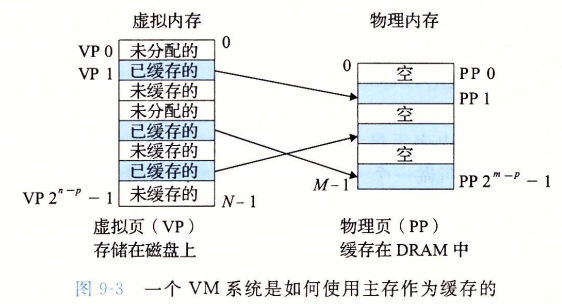 虚拟内存
物理内存
VP 0 未分配的 0
VP 1 已缓存的
未缓存的
未分配的
已缓存的
未缓存的
已缓存的
VP 2^{n-p} - 1 未缓存的 N-1
0 空 PP 0
PP 1
空
空
M-1 PP 2^{m-p} - 1
虚拟页（VP）
存储在磁盘上
物理页（PP）
缓存在 DRAM 中
图 9-3 一个 VM 系统是如何使用主存作为缓存的